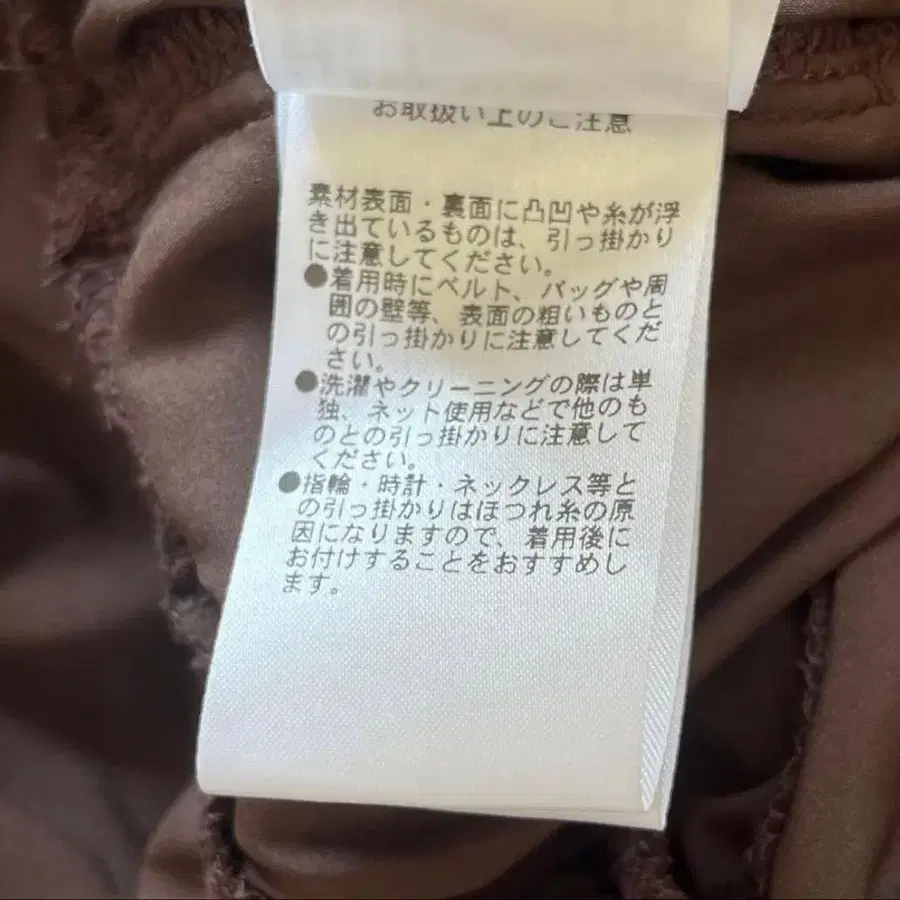 お取扱い上のご注意
素材表面・裏面に凸凹や糸が浮
き出ているものは、引っ掛かり
に注意してください。
●着用時にベルト、バッグや周
囲の壁等、表面の粗いものと
の引っ掛かりに注意してくだ
さい。
●洗濯やクリーニングの際は単
独、ネット使用などで他のも
のとの引っ掛かりに注意して
ください。
●指輪・時計・ネックレス等と
の引っ掛かりはほつれ糸の原
因になりますので、着用後に
お付けすることをおすすめし
ます。